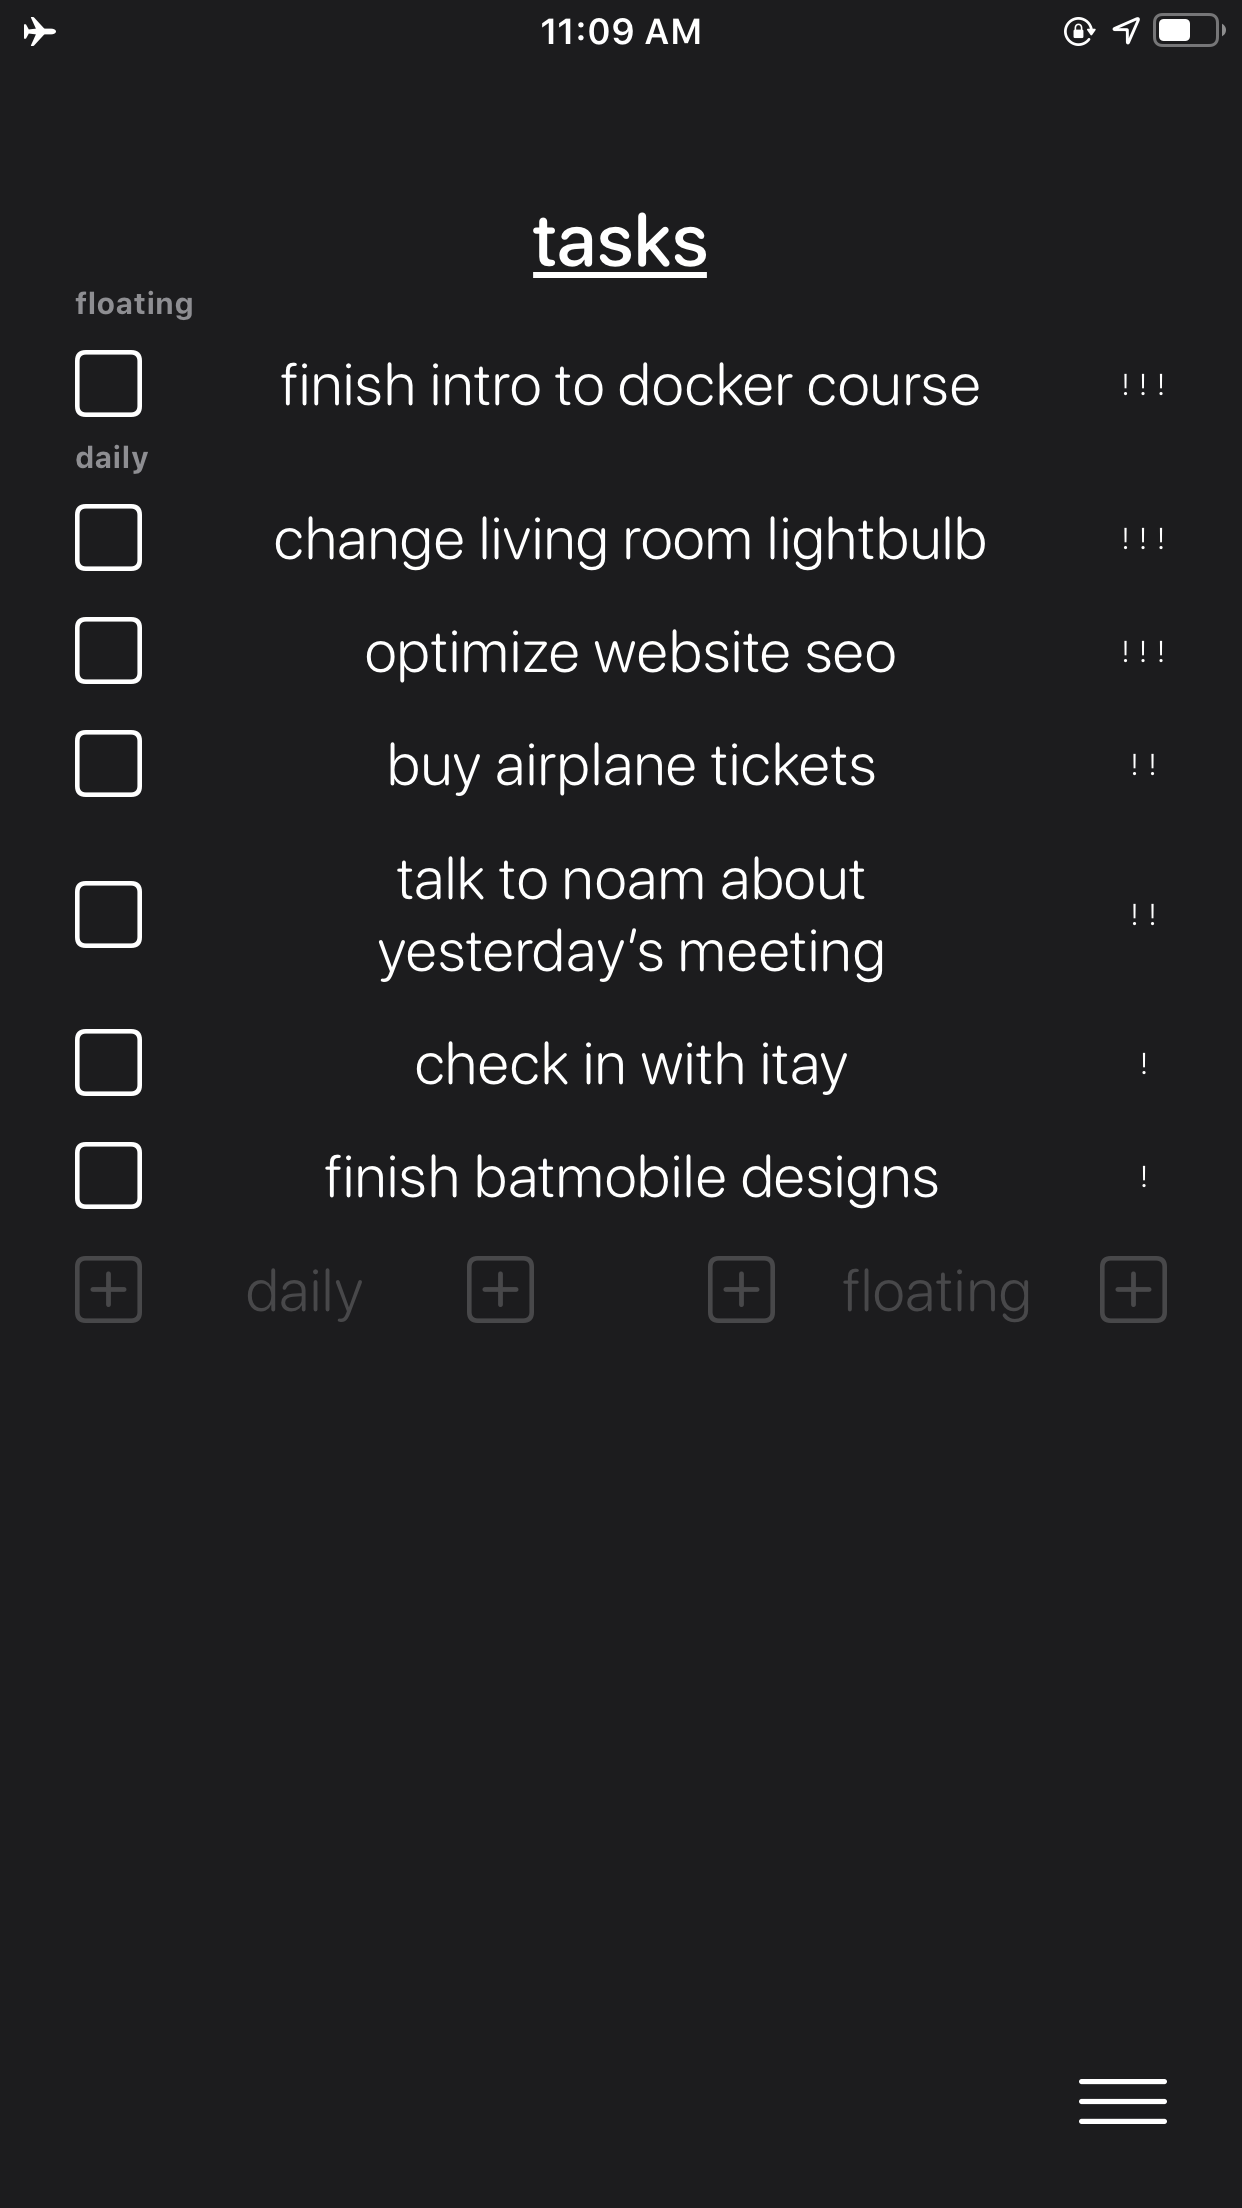 11:09 AM
tasks
floating
finish intro to docker course !!!
daily
change living room lightbulb !!!
optimize website seo !!!
buy airplane tickets !!
talk to noam about
yesterday's meeting !!
check in with itay !
finish batmobile designs !
+ daily + + floating +